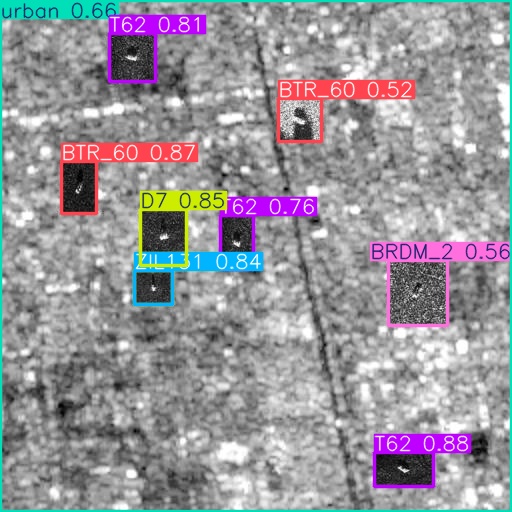 urban 0.66
T62 0.81
BTR_60 0.52
BTR_60 0.87
D7 0.85
T62 0.76
ZIL131 0.84
BRDM_2 0.56
T62 0.88